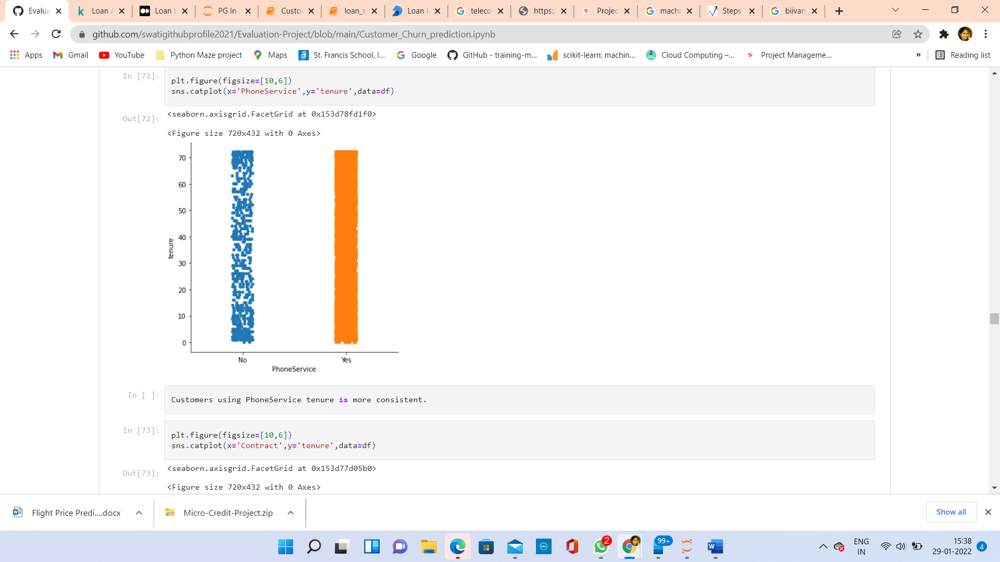 Evalua
Loan A
Loan D
PG In
Custo
loan_s
Loan P
teleco
https:/
Projec
machi
Steps
biivari
github.com/swatigithubprofile2021/Evaluation-Project/blob/main/Customer_Churn_prediction.ipynb
Apps
Gmail
YouTube
Python Maze project
Maps
St. Francis School, I...
Google
GitHub - training-m...
scikit-learn: machin...
Cloud Computing –...
Project Manageme...
»
Reading list
In [72]:
plt.figure(figsize=[10,6])
sns.catplot(x='PhoneService',y='tenure',data=df)
Out[72]:
<seaborn.axisgrid.FacetGrid at 0x153d78fd1f0>
<Figure size 720x432 with 0 Axes>
70
60
50
40
30
20
10
0
tenure
No
Yes
PhoneService
In [ ]:
Customers using PhoneService tenure is more consistent.
In [73]:
plt.figure(figsize=[10,6])
sns.catplot(x='Contract',y='tenure',data=df)
Out[73]:
<seaborn.axisgrid.FacetGrid at 0x153d77d05b0>
<Figure size 720x432 with 0 Axes>
Flight Price Predi....docx
Micro-Credit-Project.zip
Show all
2
99+
ENG
IN
15:38
29-01-2022
4